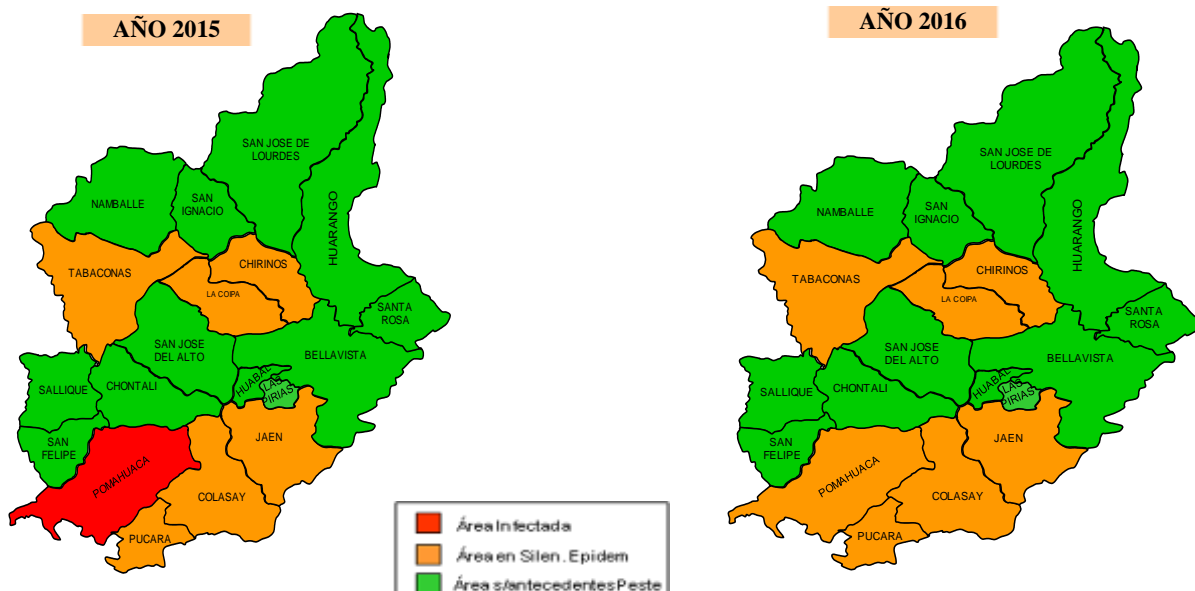 AÑO 2015
SAN JOSE DE
LOURDES
NAMBALLE
SAN
IGNACIO
HUARANGO
TABACONAS
CHIRINOS
LA COIPA
SANTA
ROSA
SAN JOSE
DEL ALTO
BELLAVISTA
SALLIQUE
CHONTALI
HUABAL
LAS
PIRIAS
SAN
FELIPE
JAEN
POMAHUACA
COLASAY
PUCARA
Área Infectada
Área en Silen. Epidem
Área s/antecedentes Peste
AÑO 2016
SAN JOSE DE
LOURDES
NAMBALLE
SAN
IGNACIO
HUARANGO
TABACONAS
CHIRINOS
LA COIPA
SANTA
ROSA
SAN JOSE
DEL ALTO
BELLAVISTA
SALLIQUE
CHONTALI
HUABAL
LAS
PIRIAS
SAN
FELIPE
JAEN
POMAHUACA
COLASAY
PUCARA